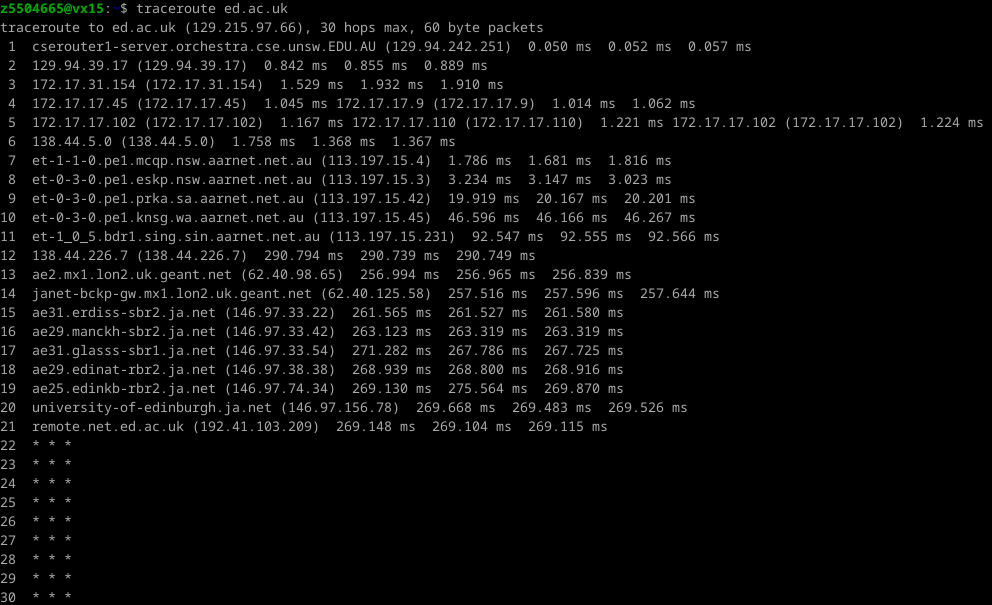 z5504665@vx15:~$ traceroute ed.ac.uk
traceroute to ed.ac.uk (129.215.97.66), 30 hops max, 60 byte packets
1 cserouter1-server.orchestra.cse.unsw.EDU.AU (129.94.242.251) 0.050 ms 0.052 ms 0.057 ms
2 129.94.39.17 (129.94.39.17) 0.842 ms 0.855 ms 0.889 ms
3 172.17.31.154 (172.17.31.154) 1.529 ms 1.932 ms 1.910 ms
4 172.17.17.45 (172.17.17.45) 1.045 ms 172.17.17.9 (172.17.17.9) 1.014 ms 1.062 ms
5 172.17.17.102 (172.17.17.102) 1.167 ms 172.17.17.110 (172.17.17.110) 1.221 ms 172.17.17.102 (172.17.17.102) 1.224 ms
6 138.44.5.0 (138.44.5.0) 1.758 ms 1.368 ms 1.367 ms
7 et-1-1-0.pe1.mcqp.nsw.aarnet.net.au (113.197.15.4) 1.786 ms 1.681 ms 1.816 ms
8 et-0-3-0.pe1.eskp.nsw.aarnet.net.au (113.197.15.3) 3.234 ms 3.147 ms 3.023 ms
9 et-0-3-0.pe1.prka.sa.aarnet.net.au (113.197.15.42) 19.919 ms 20.167 ms 20.201 ms
10 et-0-3-0.pe1.knsg.wa.aarnet.net.au (113.197.15.45) 46.596 ms 46.166 ms 46.267 ms
11 et-1_0_5.bdr1.sing.sin.aarnet.net.au (113.197.15.231) 92.547 ms 92.555 ms 92.566 ms
12 138.44.226.7 (138.44.226.7) 290.794 ms 290.739 ms 290.749 ms
13 ae2.mx1.lon2.uk.geant.net (62.40.98.65) 256.994 ms 256.965 ms 256.839 ms
14 janet-bckp-gw.mx1.lon2.uk.geant.net (62.40.125.58) 257.516 ms 257.596 ms 257.644 ms
15 ae31.erdiss-sbr2.ja.net (146.97.33.22) 261.565 ms 261.527 ms 261.580 ms
16 ae29.manckh-sbr2.ja.net (146.97.33.42) 263.123 ms 263.319 ms 263.319 ms
17 ae31.glasss-sbr1.ja.net (146.97.33.54) 271.282 ms 267.786 ms 267.725 ms
18 ae29.edinat-rbr2.ja.net (146.97.38.38) 268.939 ms 268.800 ms 268.916 ms
19 ae25.edinkb-rbr2.ja.net (146.97.74.34) 269.130 ms 275.564 ms 269.870 ms
20 university-of-edinburgh.ja.net (146.97.156.78) 269.668 ms 269.483 ms 269.526 ms
21 remote.net.ed.ac.uk (192.41.103.209) 269.148 ms 269.104 ms 269.115 ms
22 * * *
23 * * *
24 * * *
25 * * *
26 * * *
27 * * *
28 * * *
29 * * *
30 * * *